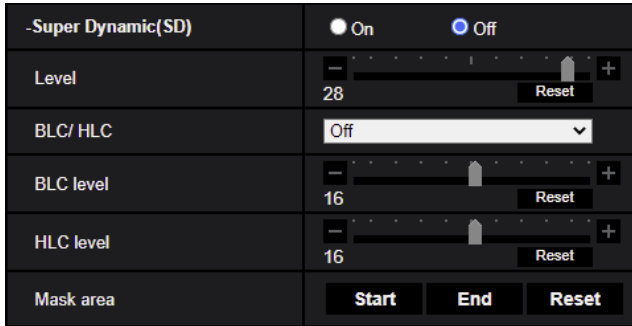 -Super Dynamic(SD) On Off
Level − +
28 Reset
BLC/ HLC Off
BLC level − +
16 Reset
HLC level − +
16 Reset
Mask area Start End Reset